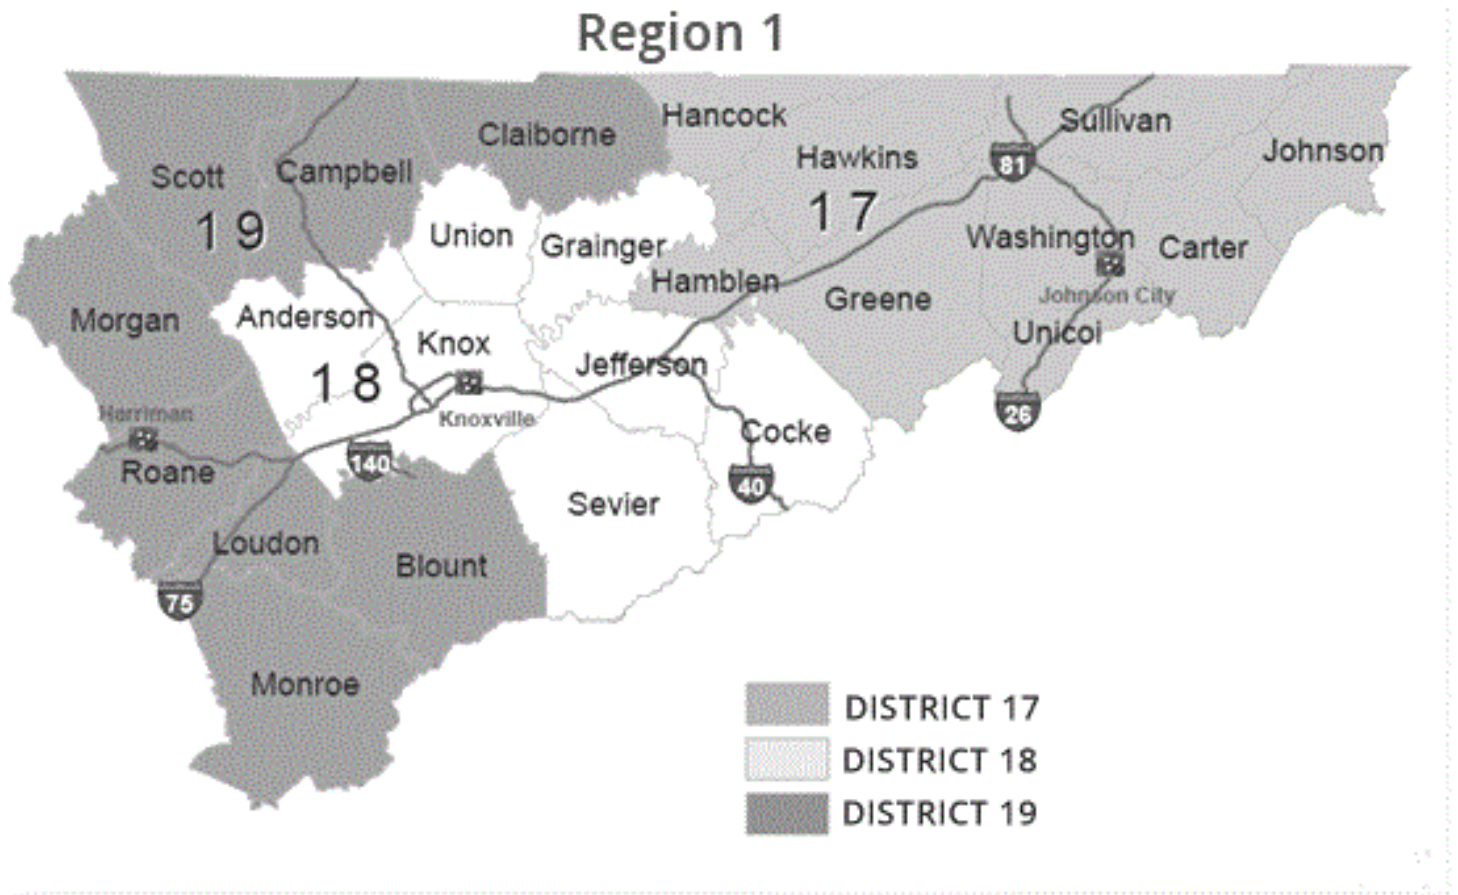 Region 1
Hancock
Sullivan
Claiborne
Hawkins
81
Johnson
Scott
Campbell
19
17
Union
Grainger
Washington
Carter
Hamblen
Greene
Johnson City
Morgan
Anderson
Unicoi
Knox
Jefferson
18
Harriman
Knoxville
26
Cocke
140
Roane
40
Sevier
Loudon
Blount
75
Monroe
DISTRICT 17
DISTRICT 18
DISTRICT 19